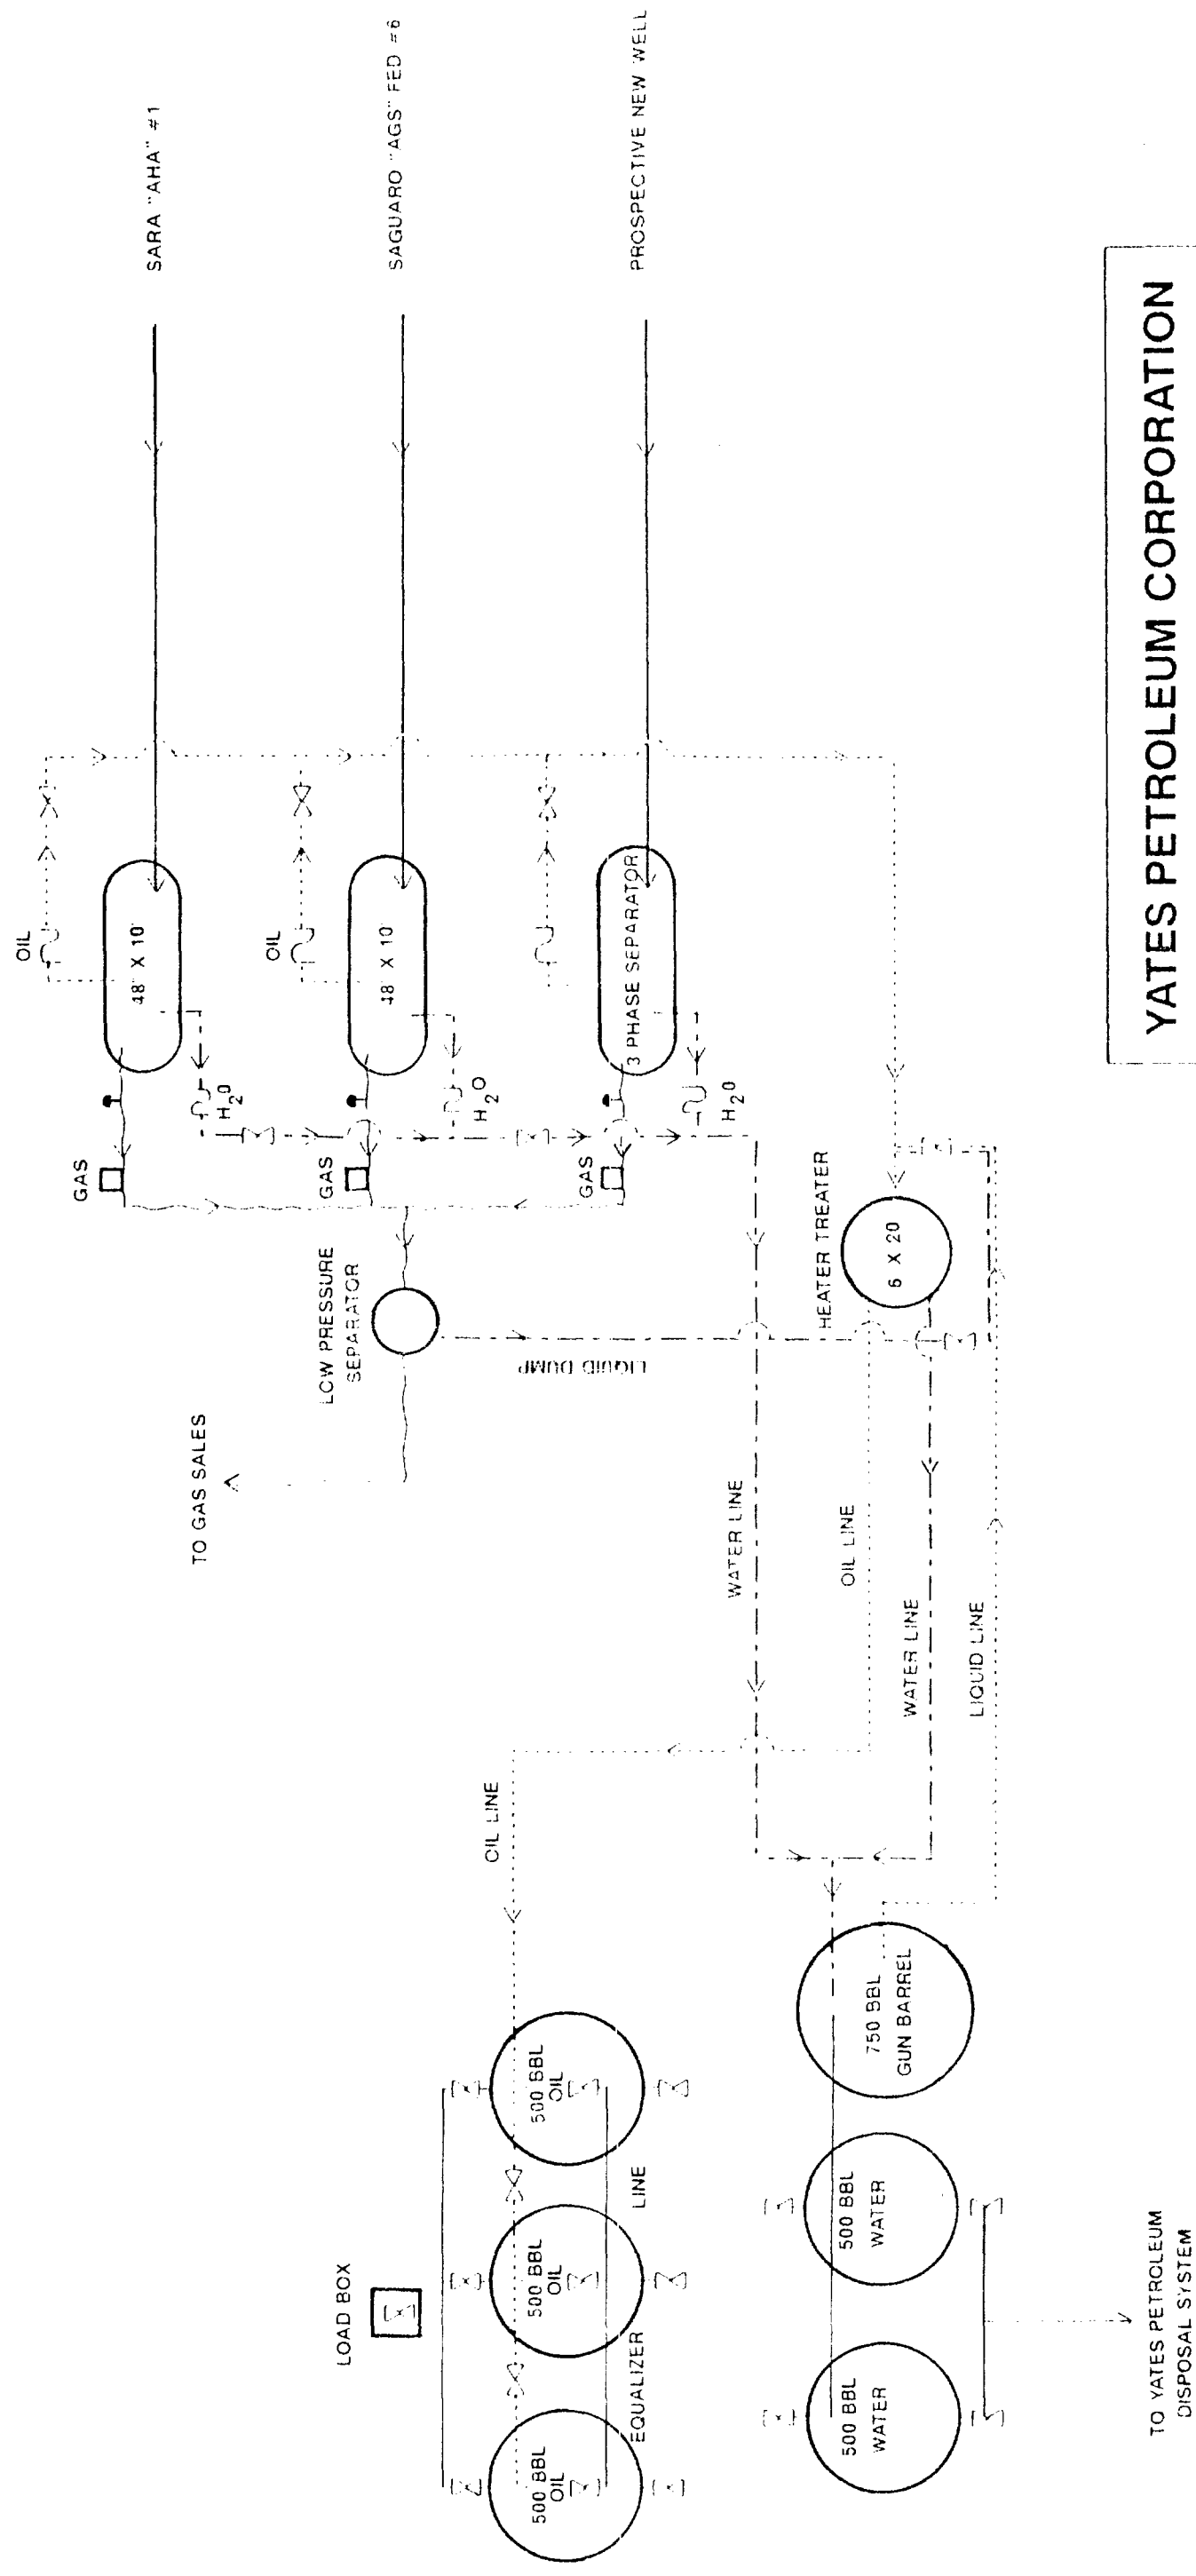 SARA "AHA" #1
SAGUARO "AGS" FED #6
PROSPECTIVE NEW WELL
OIL
48" X 10'
H2O
GAS
OIL
48" X 10'
H2O
GAS
3 PHASE SEPARATOR
H2O
GAS
LOW PRESSURE
SEPARATOR
TO GAS SALES
LIQUID DUMP
HEATER TREATER
6 X 20
WATER LINE
OIL LINE
WATER LINE
LIQUID LINE
OIL LINE
LOAD BOX
500 BBL
OIL
500 BBL
OIL
500 BBL
OIL
EQUALIZER LINE
500 BBL
WATER
500 BBL
WATER
750 BBL
GUN BARREL
TO YATES PETROLEUM
DISPOSAL SYSTEM
YATES PETROLEUM CORPORATION